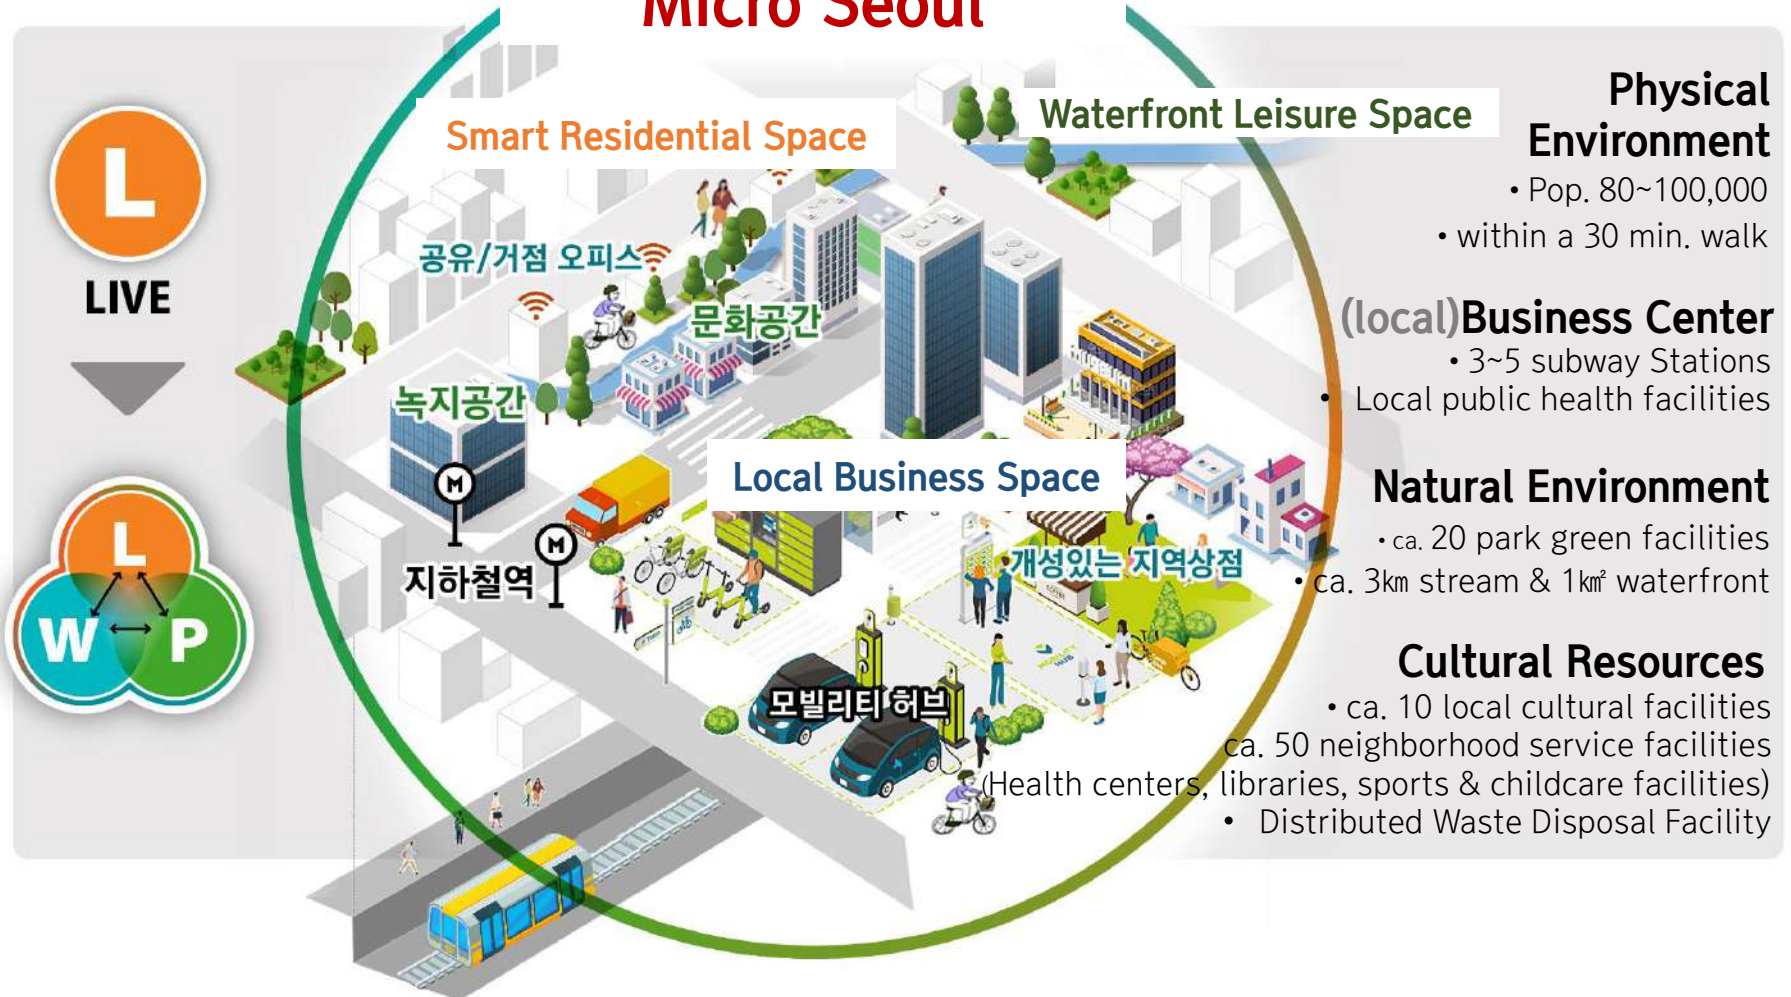 Micro Seoul
Smart Residential Space
Waterfront Leisure Space
L
LIVE
L
W P
공유/거점 오피스
문화공간
녹지공간
M
M
지하철역
Local Business Space
개성있는 지역상점
MOBILITY
HUB
모빌리티 허브
Physical
Environment
• Pop. 80~100,000
• within a 30 min. walk
(local)Business Center
• 3~5 subway Stations
• Local public health facilities
Natural Environment
• ca. 20 park green facilities
• ca. 3㎞ stream & 1㎢ waterfront
Cultural Resources
• ca. 10 local cultural facilities
ca. 50 neighborhood service facilities
(Health centers, libraries, sports & childcare facilities)
• Distributed Waste Disposal Facility